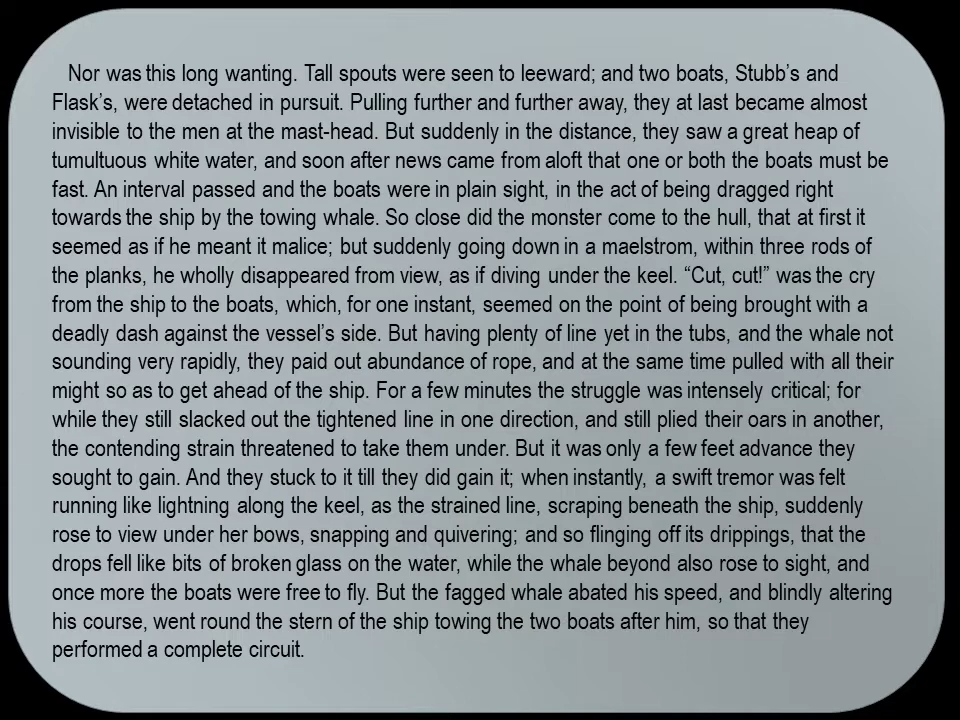 Nor was this long wanting. Tall spouts were seen to leeward; and two boats, Stubb’s and
Flask’s, were detached in pursuit. Pulling further and further away, they at last became almost
invisible to the men at the mast-head. But suddenly in the distance, they saw a great heap of
tumultuous white water, and soon after news came from aloft that one or both the boats must be
fast. An interval passed and the boats were in plain sight, in the act of being dragged right
towards the ship by the towing whale. So close did the monster come to the hull, that at first it
seemed as if he meant it malice; but suddenly going down in a maelstrom, within three rods of
the planks, he wholly disappeared from view, as if diving under the keel. “Cut, cut!” was the cry
from the ship to the boats, which, for one instant, seemed on the point of being brought with a
deadly dash against the vessel’s side. But having plenty of line yet in the tubs, and the whale not
sounding very rapidly, they paid out abundance of rope, and at the same time pulled with all their
might so as to get ahead of the ship. For a few minutes the struggle was intensely critical; for
while they still slacked out the tightened line in one direction, and still plied their oars in another,
the contending strain threatened to take them under. But it was only a few feet advance they
sought to gain. And they stuck to it till they did gain it; when instantly, a swift tremor was felt
running like lightning along the keel, as the strained line, scraping beneath the ship, suddenly
rose to view under her bows, snapping and quivering; and so flinging off its drippings, that the
drops fell like bits of broken glass on the water, while the whale beyond also rose to sight, and
once more the boats were free to fly. But the fagged whale abated his speed, and blindly altering
his course, went round the stern of the ship towing the two boats after him, so that they
performed a complete circuit.